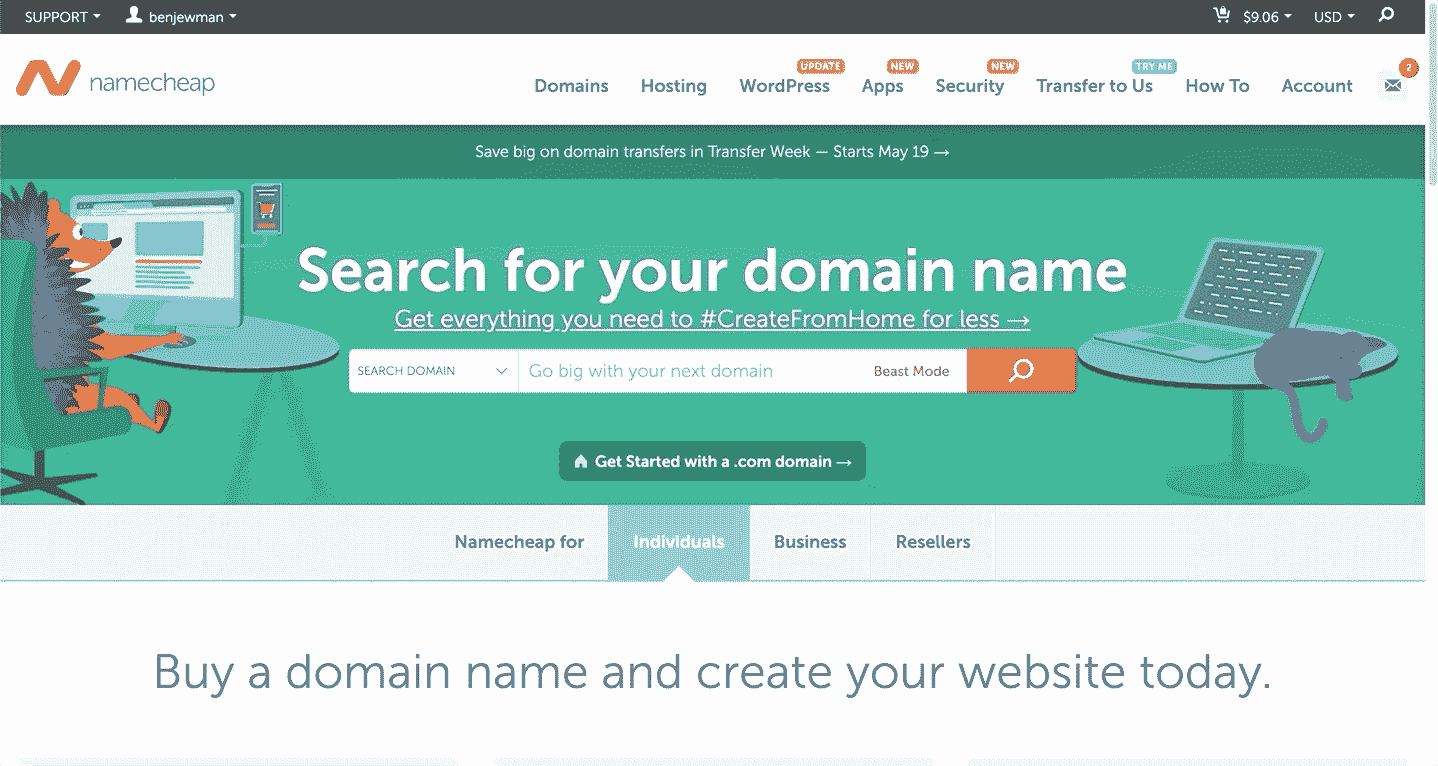 SUPPORT benjewman $9.06 USD
UPDATE NEW NEW TRY ME 2
namecheap Domains Hosting WordPress Apps Security Transfer to Us How To Account
Save big on domain transfers in Transfer Week — Starts May 19 →
Search for your domain name
Get everything you need to #CreateFromHome for less →
SEARCH DOMAIN Go big with your next domain Beast Mode
Get Started with a .com domain →
Namecheap for Individuals Business Resellers
Buy a domain name and create your website today.